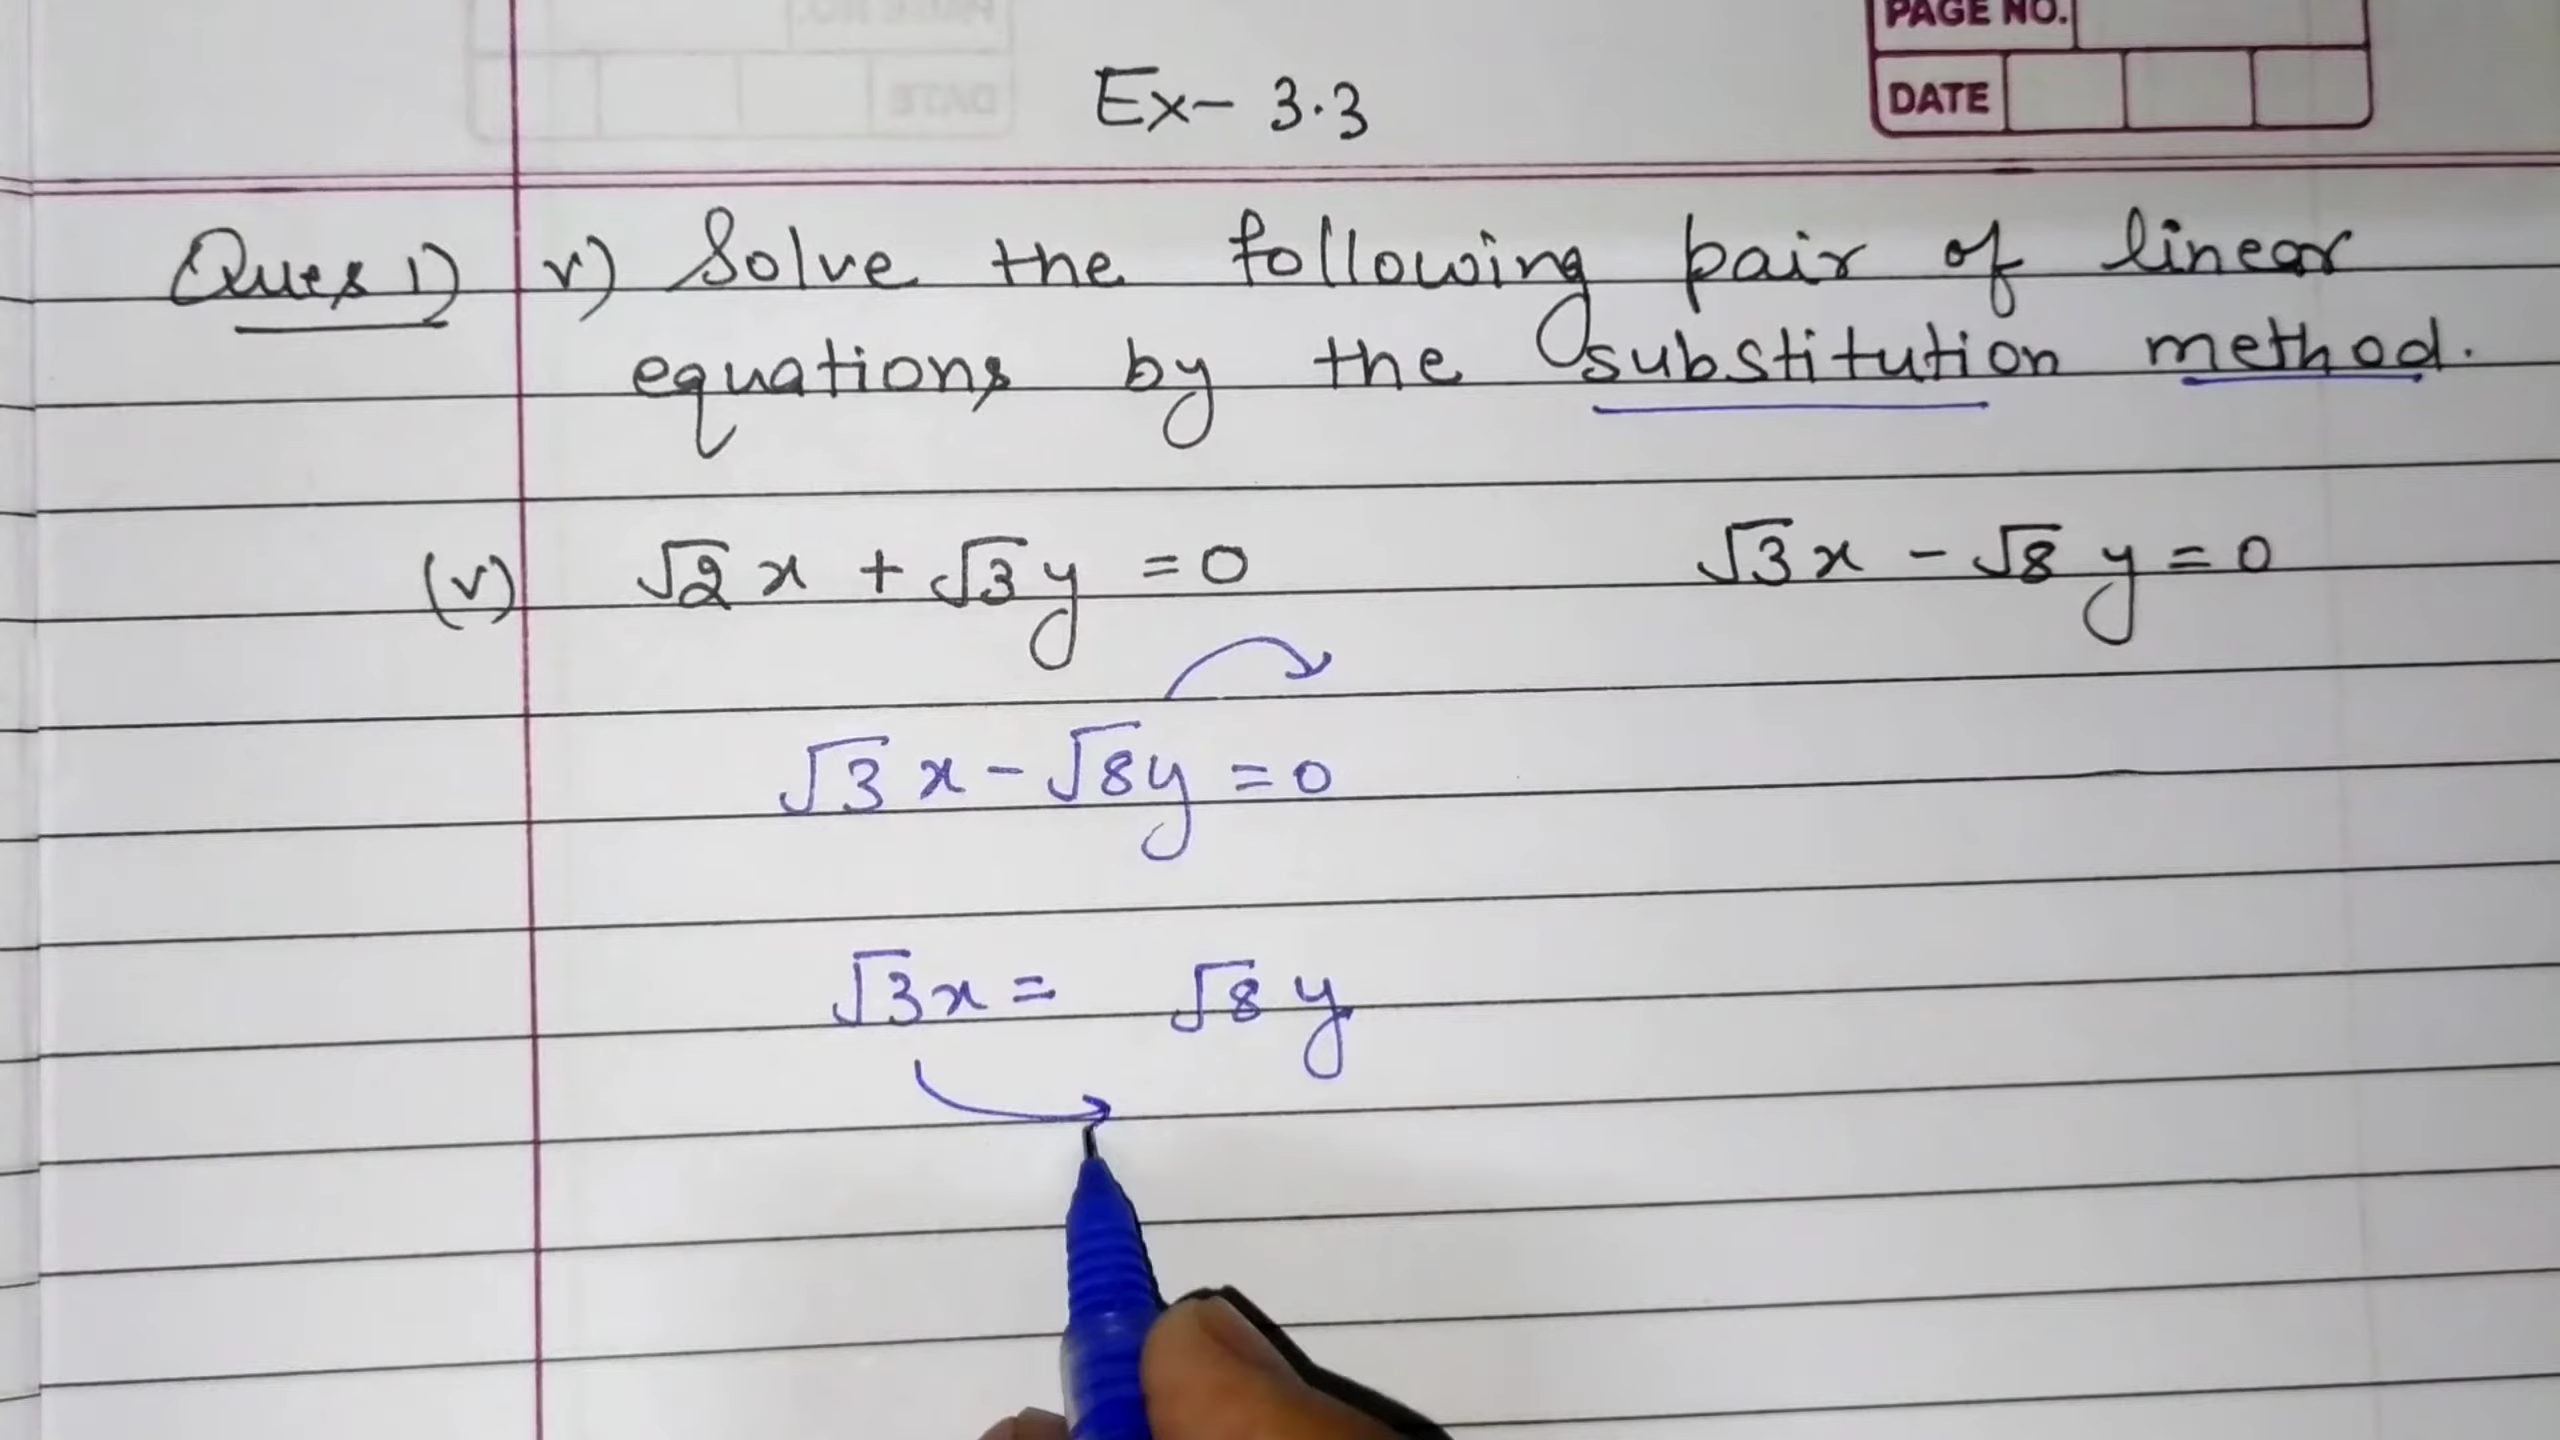 PAGE NO.
DATE
Ex- 3.3
Ques 1) v) Solve the following pair of linear
equations by the substitution method.
(v) √2 x + √3 y = 0 √3 x - √8 y = 0
√3 x - √8 y = 0
√3 x = √8 y